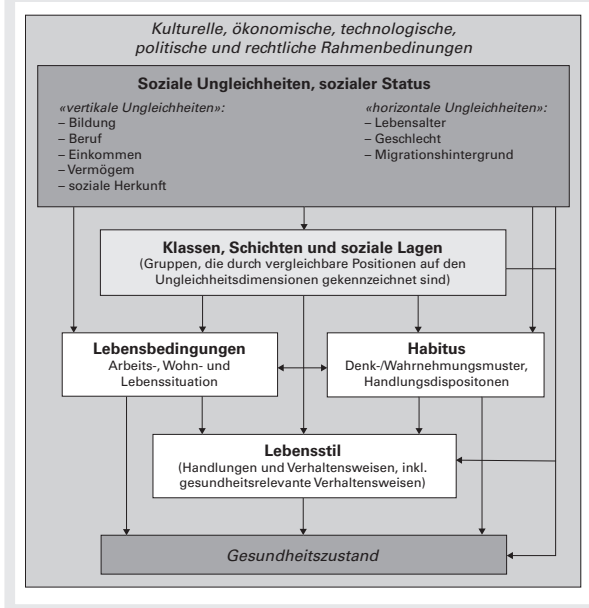 Kulturelle, ökonomische, technologische,
politische und rechtliche Rahmenbedinungen
Soziale Ungleichheiten, sozialer Status
«vertikale Ungleichheiten»:
– Bildung
– Beruf
– Einkommen
– Vermögem
– soziale Herkunft
«horizontale Ungleichheiten»:
– Lebensalter
– Geschlecht
– Migrationshintergrund
Klassen, Schichten und soziale Lagen
(Gruppen, die durch vergleichbare Positionen auf den
Ungleichheitsdimensionen gekennzeichnet sind)
Lebensbedingungen
Arbeits-, Wohn- und
Lebenssituation
Habitus
Denk-/Wahrnehmungsmuster,
Handlungsdispositonen
Lebensstil
(Handlungen und Verhaltensweisen, inkl.
gesundheitsrelevante Verhaltensweisen)
Gesundheitszustand